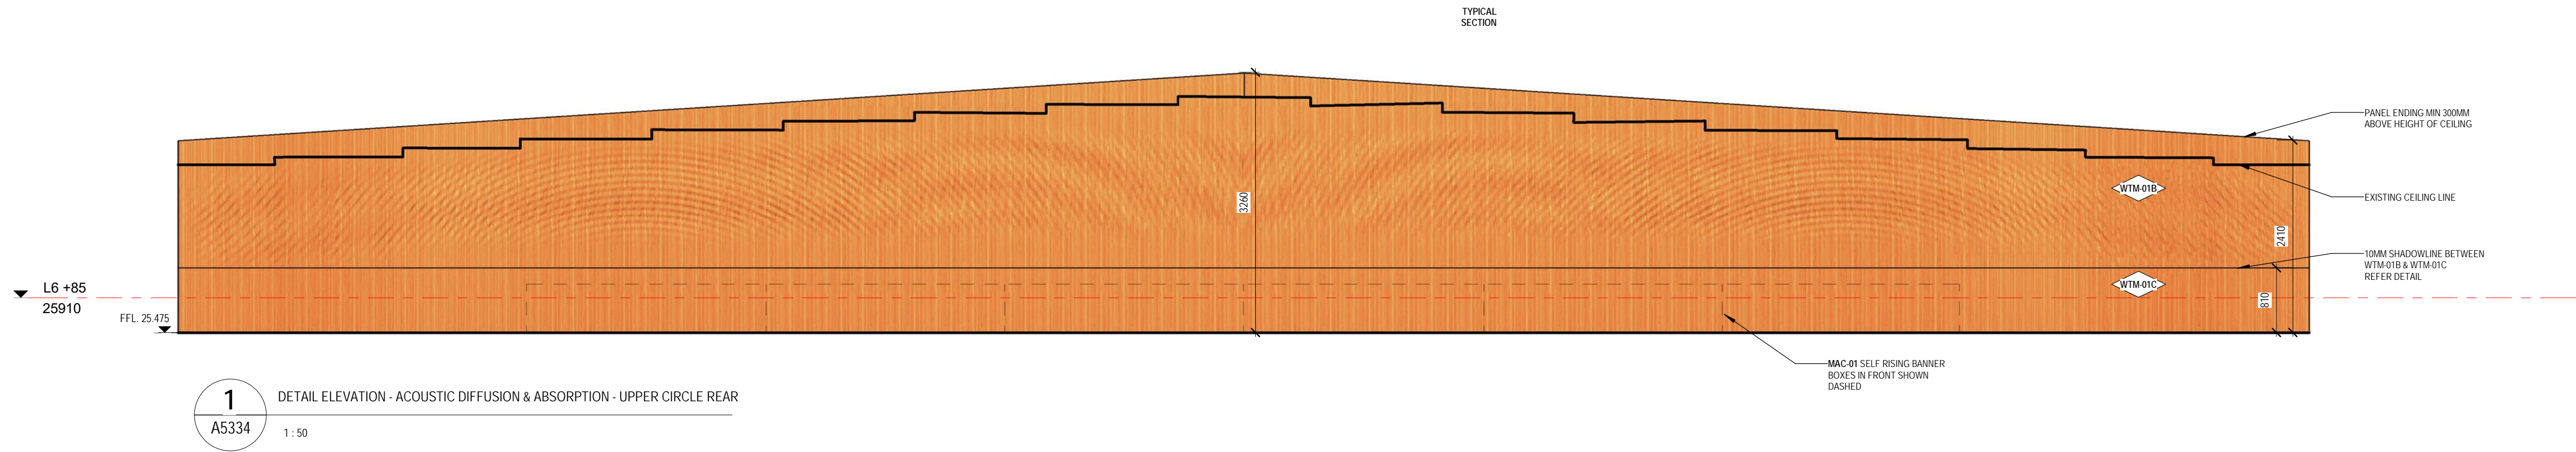 TYPICAL
SECTION
PANEL ENDING MIN 300MM
ABOVE HEIGHT OF CEILING
WTM-01B
EXISTING CEILING LINE
3260
2410
10MM SHADOWLINE BETWEEN
WTM-01B & WTM-01C
REFER DETAIL
WTM-01C
810
L6 +85
25910
FFL. 25.475
MAC-01 SELF RISING BANNER
BOXES IN FRONT SHOWN
DASHED
1
A5334
DETAIL ELEVATION - ACOUSTIC DIFFUSION & ABSORPTION - UPPER CIRCLE REAR
1 : 50